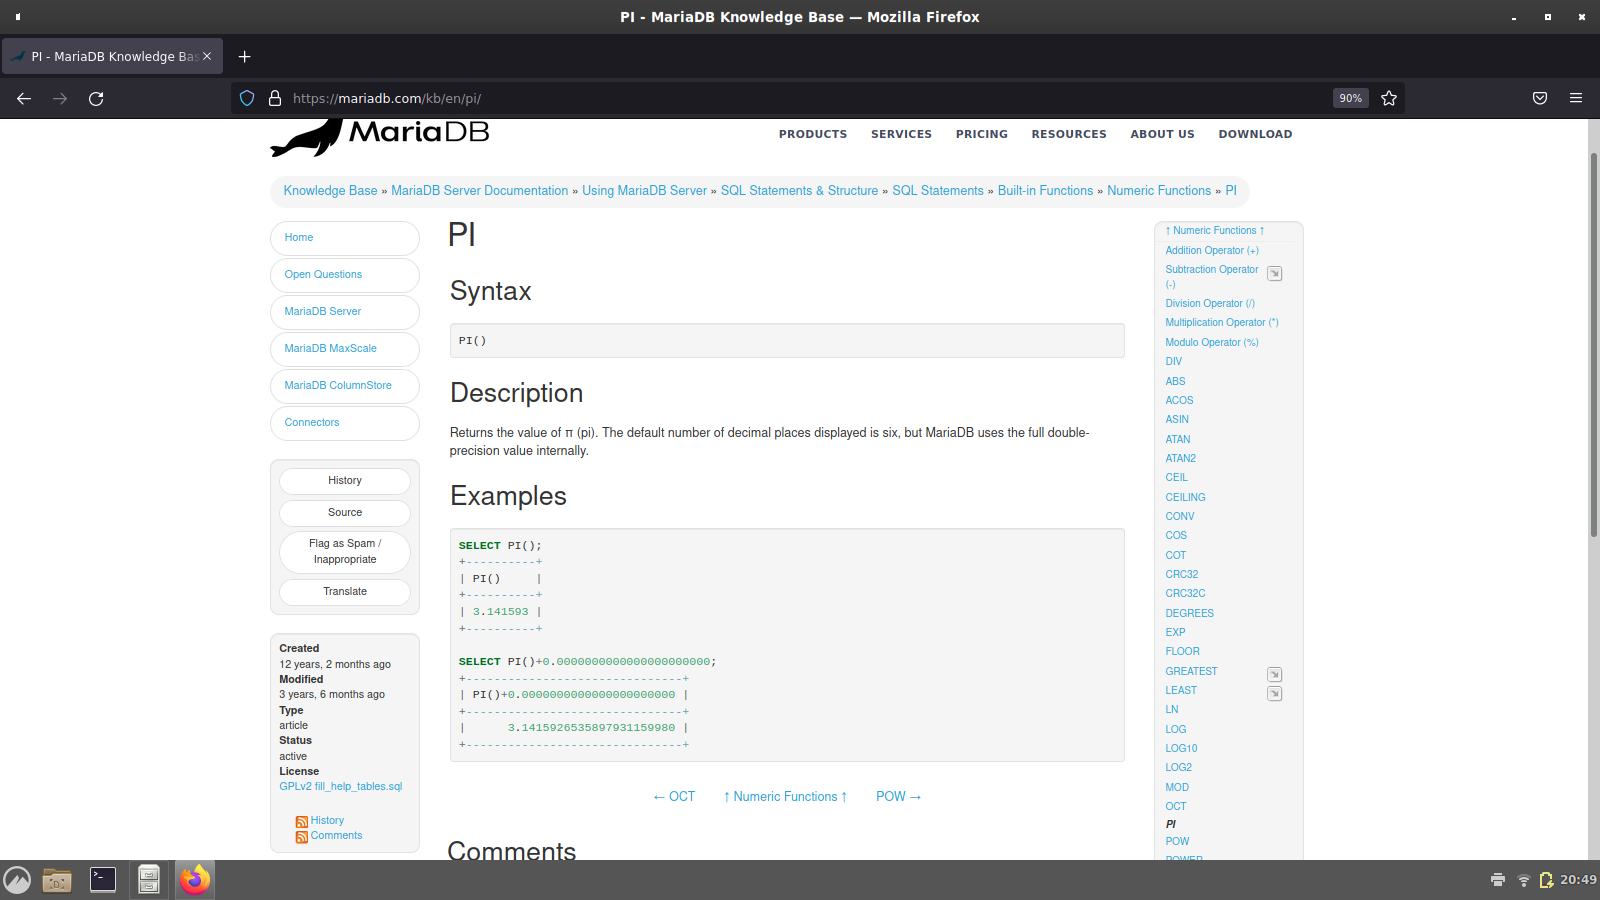 PI - MariaDB Knowledge Base — Mozilla Firefox
PI - MariaDB Knowledge Bas
https://mariadb.com/kb/en/pi/
90%
MariaDB
PRODUCTS SERVICES PRICING RESOURCES ABOUT US DOWNLOAD
Knowledge Base » MariaDB Server Documentation » Using MariaDB Server » SQL Statements & Structure » SQL Statements » Built-in Functions » Numeric Functions » PI
Home
Open Questions
MariaDB Server
MariaDB MaxScale
MariaDB ColumnStore
Connectors
History
Source
Flag as Spam /
Inappropriate
Translate
Created
12 years, 2 months ago
Modified
3 years, 6 months ago
Type
article
Status
active
License
GPLv2 fill_help_tables.sql
History
Comments
PI
Syntax
PI()
Description
Returns the value of π (pi). The default number of decimal places displayed is six, but MariaDB uses the full double-
precision value internally.
Examples
SELECT PI();
+----------+
| PI()     |
+----------+
| 3.141593 |
+----------+
SELECT PI()+0.0000000000000000000000;
+-------------------------------+
| PI()+0.0000000000000000000000 |
+-------------------------------+
|      3.1415926535897931159980 |
+-------------------------------+
← OCT ↑ Numeric Functions ↑ POW →
Comments
↑ Numeric Functions ↑
Addition Operator (+)
Subtraction Operator
(-)
Division Operator (/)
Multiplication Operator (*)
Modulo Operator (%)
DIV
ABS
ACOS
ASIN
ATAN
ATAN2
CEIL
CEILING
CONV
COS
COT
CRC32
CRC32C
DEGREES
EXP
FLOOR
GREATEST
LEAST
LN
LOG
LOG10
LOG2
MOD
OCT
PI
POW
POWER
20:49